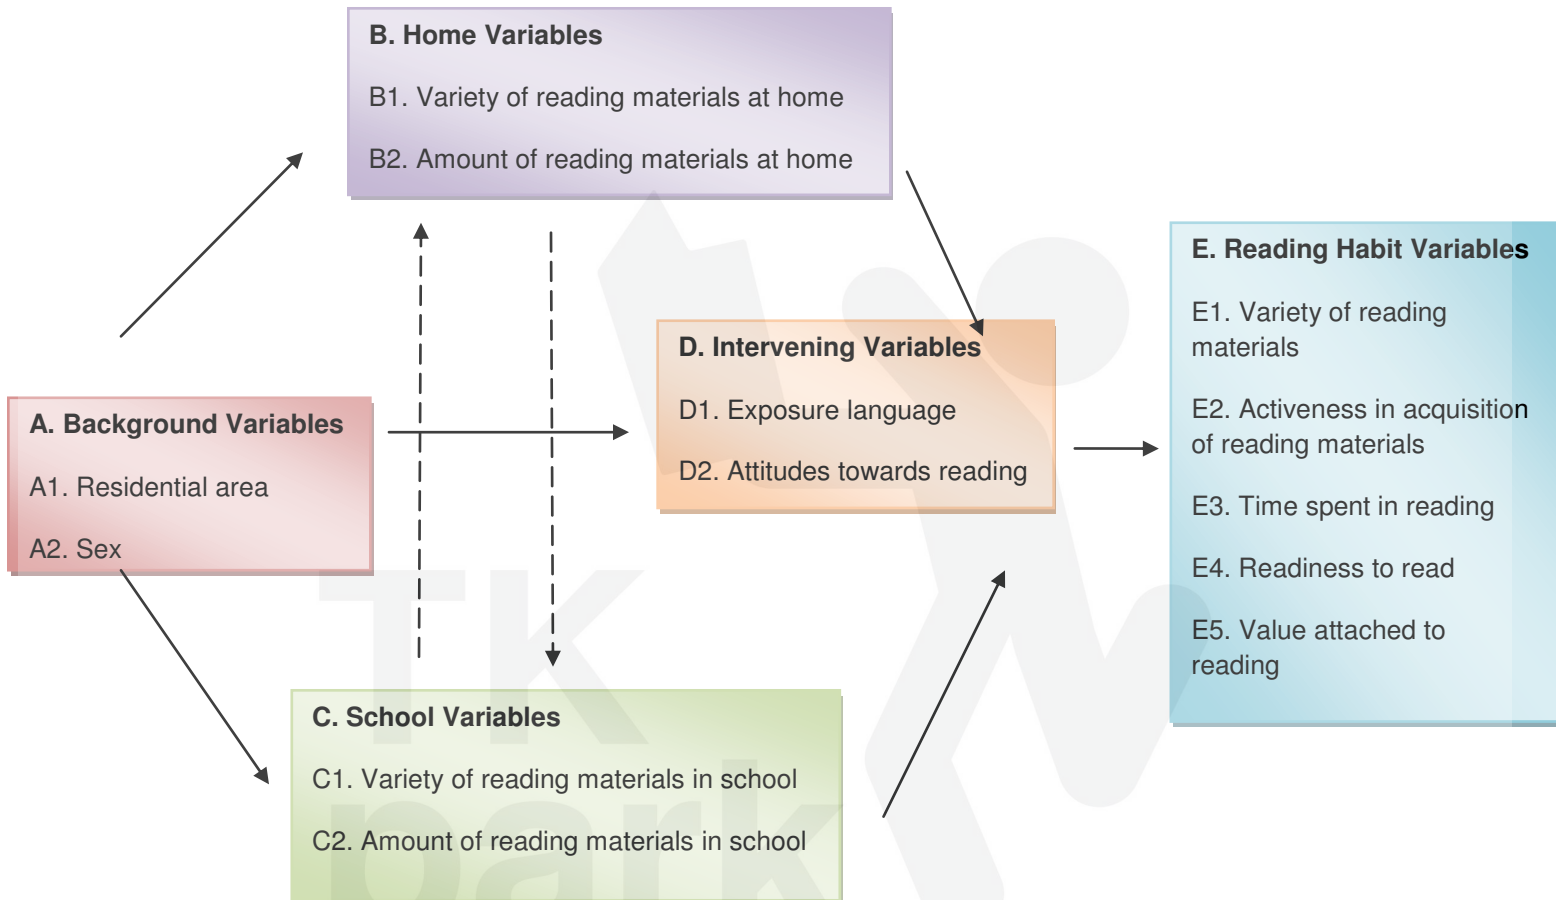 B. Home Variables
B1. Variety of reading materials at home
B2. Amount of reading materials at home
E. Reading Habit Variables
E1. Variety of reading
materials
E2. Activeness in acquisition
of reading materials
E3. Time spent in reading
E4. Readiness to read
E5. Value attached to
reading
D. Intervening Variables
D1. Exposure language
D2. Attitudes towards reading
A. Background Variables
A1. Residential area
A2. Sex
C. School Variables
C1. Variety of reading materials in school
C2. Amount of reading materials in school
TK
park